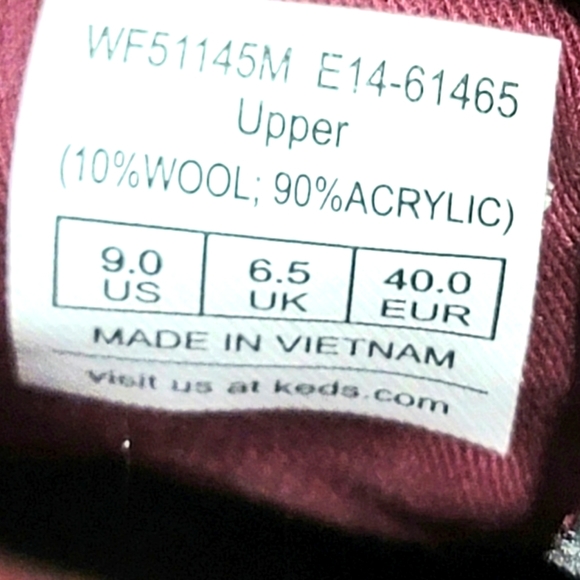 WF51145M E14-61465
Upper
(10%WOOL; 90%ACRYLIC)
9.0 6.5 40.0
US UK EUR
MADE IN VIETNAM
visit us at keds.com